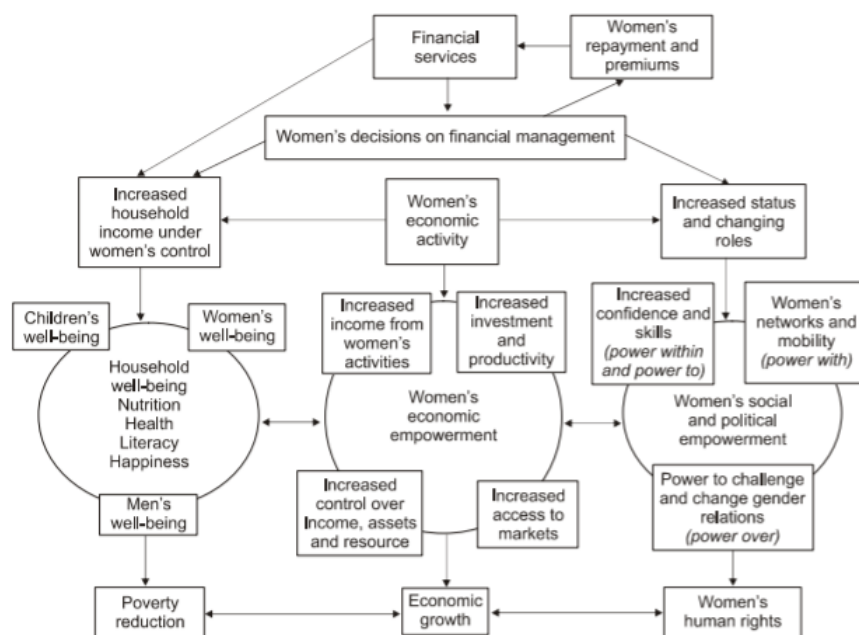 Financial
services
Women's
repayment and
premiums
Women's decisions on financial management
Increased
household
income under
women's control
Women's
economic
activity
Increased status
and changing
roles
Children's
well-being
Women's
well-being
Increased
income from
women's
activities
Increased
investment
and
productivity
Increased
confidence and
skills
(power within
and power to)
Women's
networks and
mobility
(power with)
Household
well-being
Nutrition
Health
Literacy
Happiness
Women's
economic
empowerment
Women's social
and political
empowerment
Men's
well-being
Increased
control over
Income, assets
and resource
Increased
access to
markets
Power to challenge
and change gender
relations
(power over)
Poverty
reduction
Economic
growth
Women's
human rights